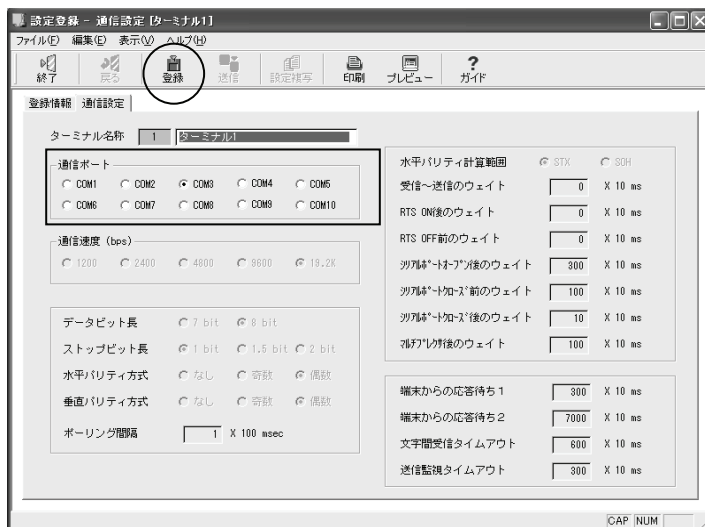 設定登録 - 通信設定 [ターミナル1]
ファイル(F) 編集(E) 表示(V) ヘルプ(H)
終了 戻る 登録 送信 設定複写 印刷 プレビュー ガイド
登録情報 通信設定
ターミナル名称 1 ターミナル1
通信ポート
COM1 COM2 COM3 COM4 COM5
COM6 COM7 COM8 COM9 COM10
通信速度 (bps)
1200 2400 4800 9600 19.2K
データビット長 7 bit 8 bit
ストップビット長 1 bit 1.5 bit 2 bit
水平パリティ方式 なし 奇数 偶数
垂直パリティ方式 なし 奇数 偶数
ポーリング間隔 1 X 100 msec
水平パリティ計算範囲 STX SOH
受信～送信のウェイト 0 X 10 ms
RTS ON後のウェイト 0 X 10 ms
RTS OFF前のウェイト 0 X 10 ms
ｼﾘｱﾙﾎﾟｰﾄｵｰﾌﾟﾝ後のウェイト 300 X 10 ms
ｼﾘｱﾙﾎﾟｰﾄｸﾛｰｽﾞ前のウェイト 100 X 10 ms
ｼﾘｱﾙﾎﾟｰﾄｸﾛｰｽﾞ後のウェイト 10 X 10 ms
ﾏﾙﾁﾌﾟﾚｸｻ後のウェイト 100 X 10 ms
端末からの応答待ち1 300 X 10 ms
端末からの応答待ち2 7000 X 10 ms
文字間受信タイムアウト 600 X 10 ms
送信監視タイムアウト 300 X 10 ms
CAP NUM